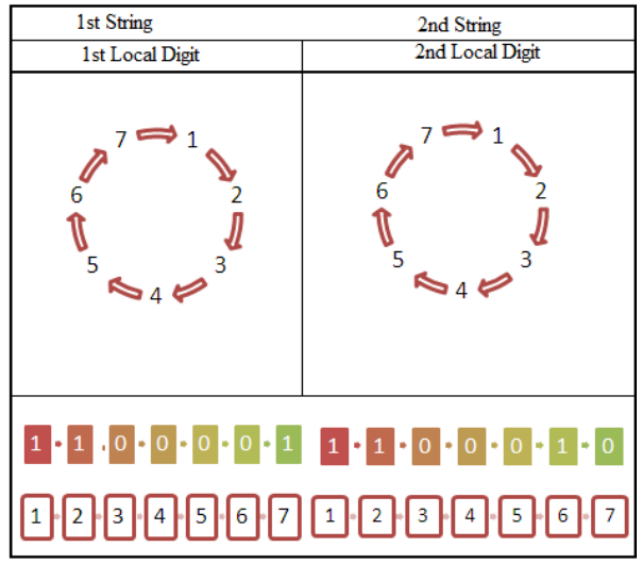 1st String 2nd String
1st Local Digit 2nd Local Digit
7 1 7 1
6 2 6 2
5 3 5 3
4 4
1 1 0 0 0 0 1 1 1 0 0 0 1 0
1 2 3 4 5 6 7 1 2 3 4 5 6 7